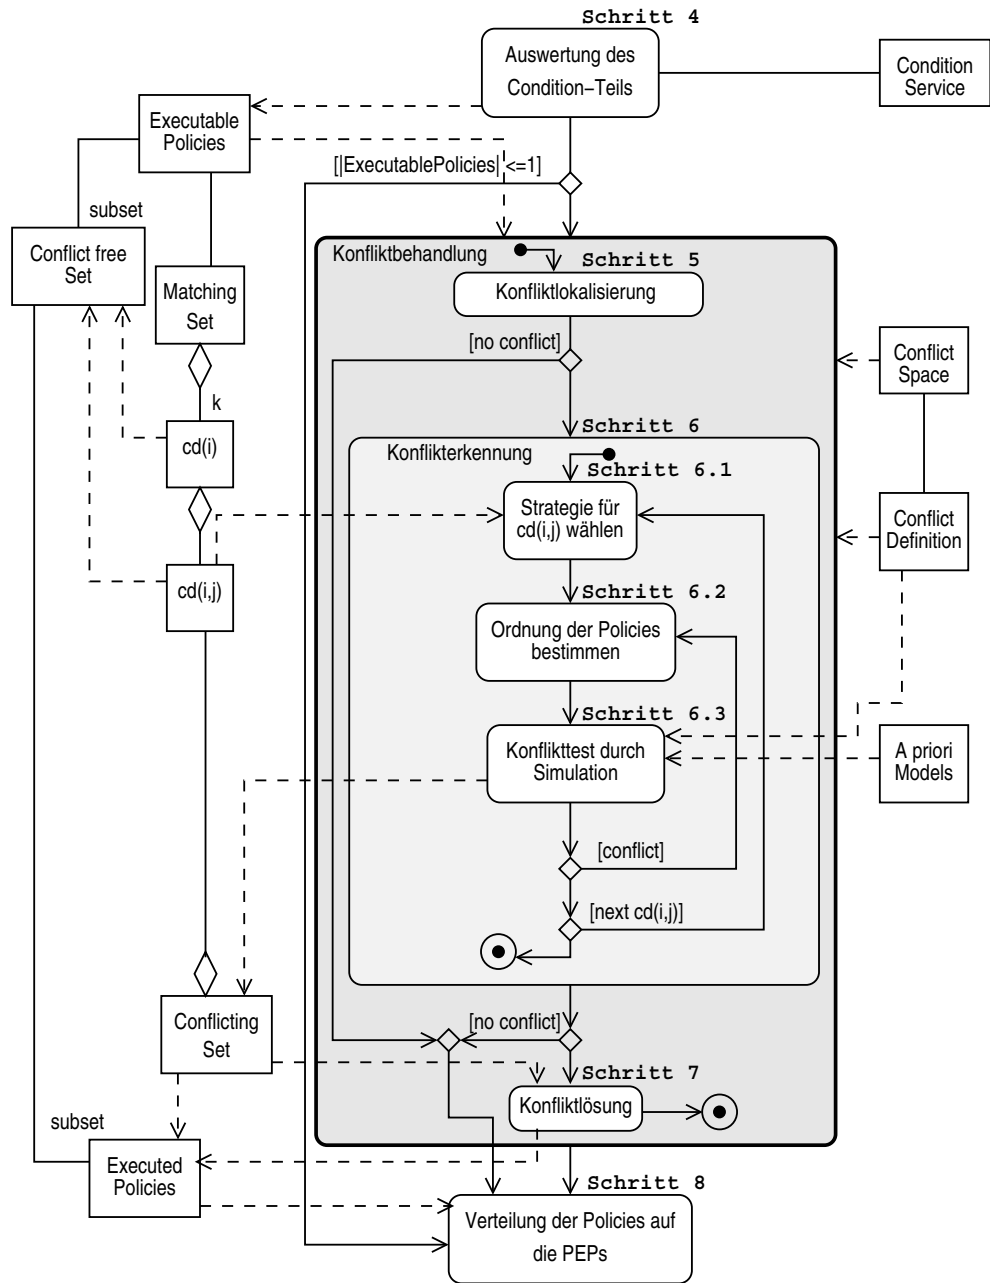 Schritt 4
Auswertung des
Condition–Teils
Condition
Service
Executable
Policies
[|ExecutablePolicies| <=1]
subset
Conflict free
Set
Konfliktbehandlung
Schritt 5
Konfliktlokalisierung
Matching
Set
[no conflict]
Conflict
Space
k
cd(i)
Schritt 6
Konflikterkennung
Schritt 6.1
Strategie für
cd(i,j) wählen
Conflict
Definition
cd(i,j)
Schritt 6.2
Ordnung der Policies
bestimmen
Schritt 6.3
Konflikttest durch
Simulation
A priori
Models
[conflict]
[next cd(i,j)]
Conflicting
Set
[no conflict]
Schritt 7
Konfliktlösung
subset
Executed
Policies
Schritt 8
Verteilung der Policies auf
die PEPs